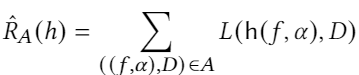 R̂_A(h) = ∑_{((f,α),D)∈A} L(h(f,α),D)